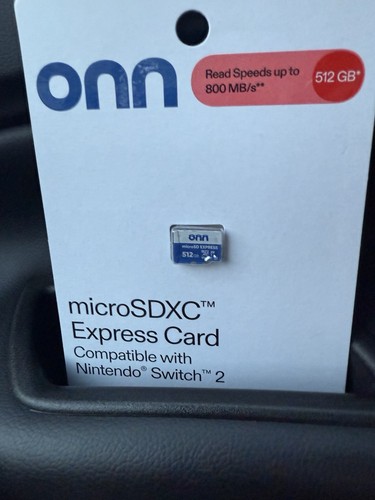 onn
Read Speeds up to
800 MB/s**
512 GB*
onn
microSD EXPRESS
512GB
microSDXC™
Express Card
Compatible with
Nintendo® Switch™ 2